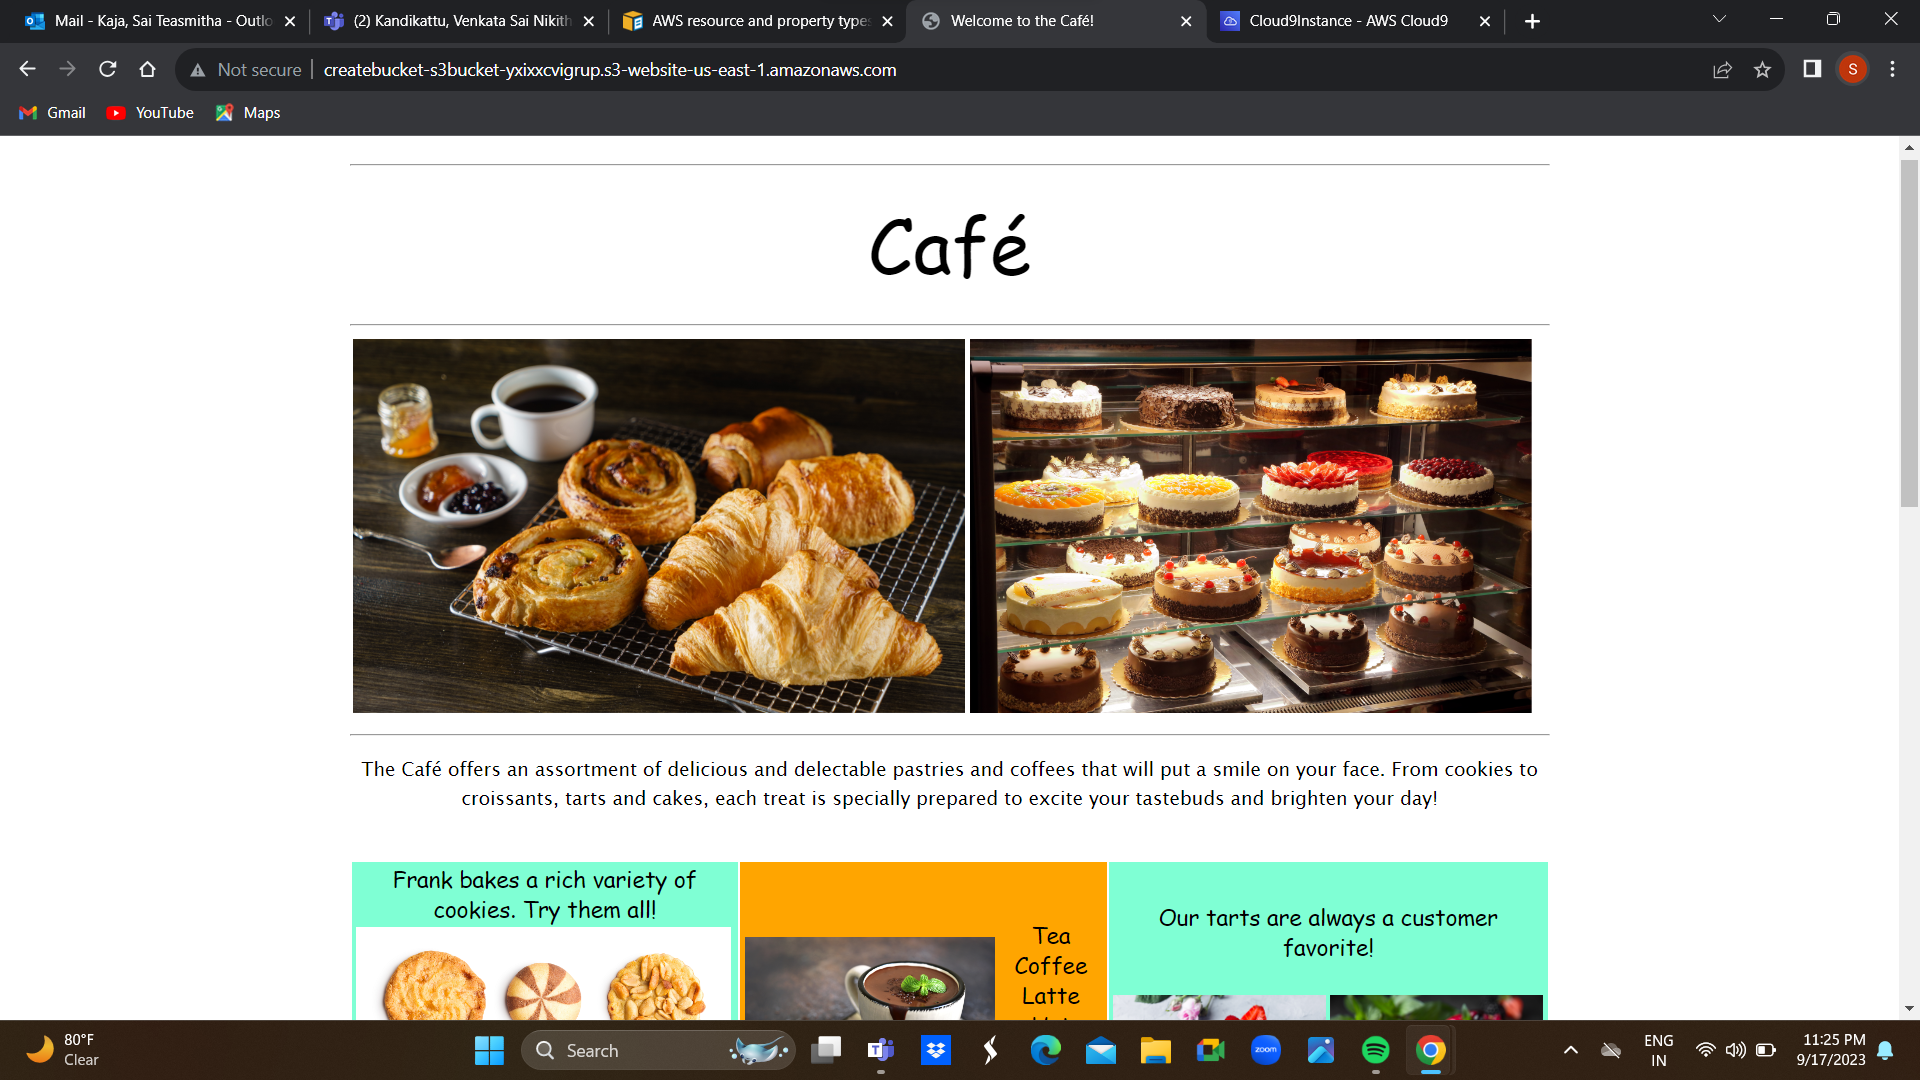 Mail - Kaja, Sai Teasmitha - Outlo
(2) Kandikattu, Venkata Sai Nikith
AWS resource and property types
Welcome to the Café!
Cloud9Instance - AWS Cloud9
Not secure
createbucket-s3bucket-yxixxcvigrup.s3-website-us-east-1.amazonaws.com
S
Gmail
YouTube
Maps
Café
The Café offers an assortment of delicious and delectable pastries and coffees that will put a smile on your face. From cookies to
croissants, tarts and cakes, each treat is specially prepared to excite your tastebuds and brighten your day!
Frank bakes a rich variety of
cookies. Try them all!
Tea
Coffee
Latte
Our tarts are always a customer
favorite!
80°F
Clear
Search
zoom
ENG
IN
11:25 PM
9/17/2023